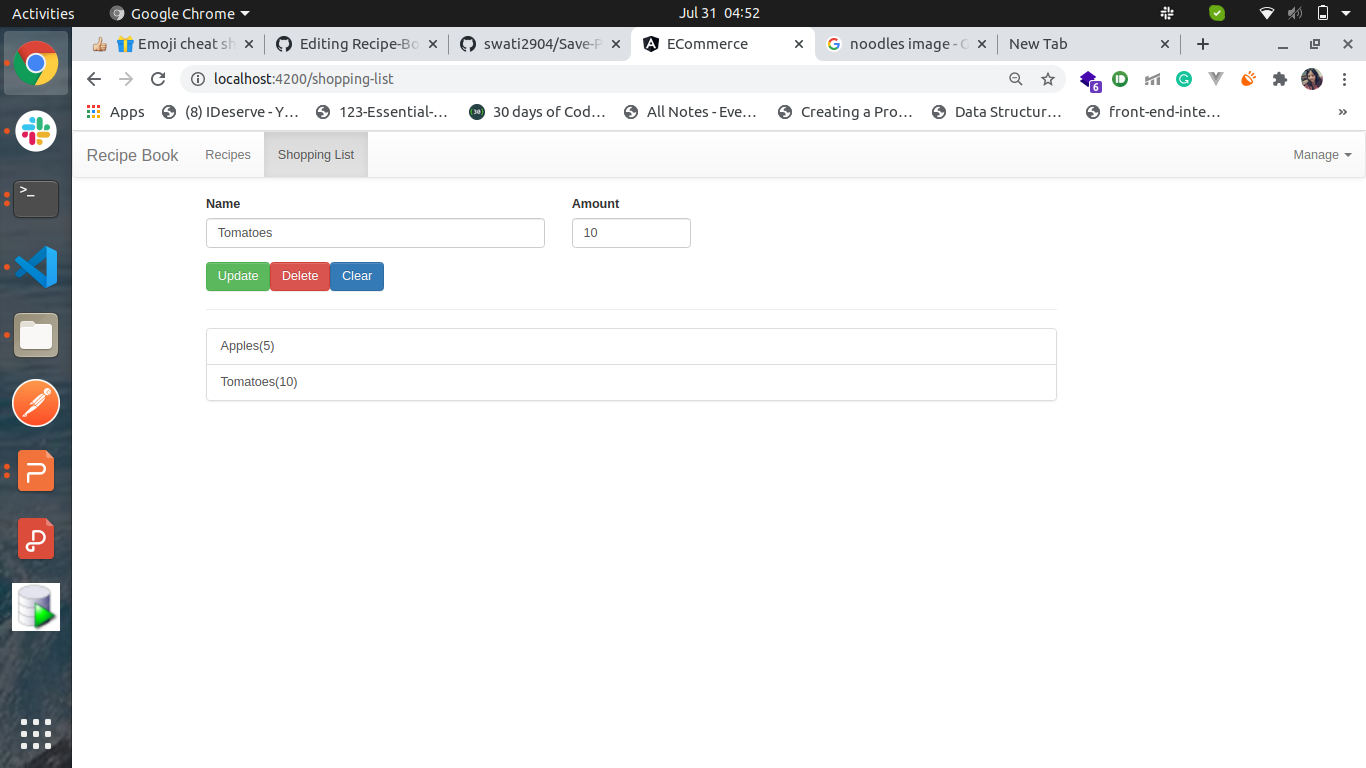 Activities Google Chrome Jul 31 04:52
Emoji cheat sh Editing Recipe-Bo swati2904/Save-P ECommerce noodles image - G New Tab
localhost:4200/shopping-list 6
Apps (8) IDeserve - Y… 123-Essential-… 30 30 days of Cod… All Notes - Eve… Creating a Pro… Data Structur… front-end-inte… »
Recipe Book Recipes Shopping List Manage
Name Amount
Tomatoes 10
Update Delete Clear
Apples(5)
Tomatoes(10)